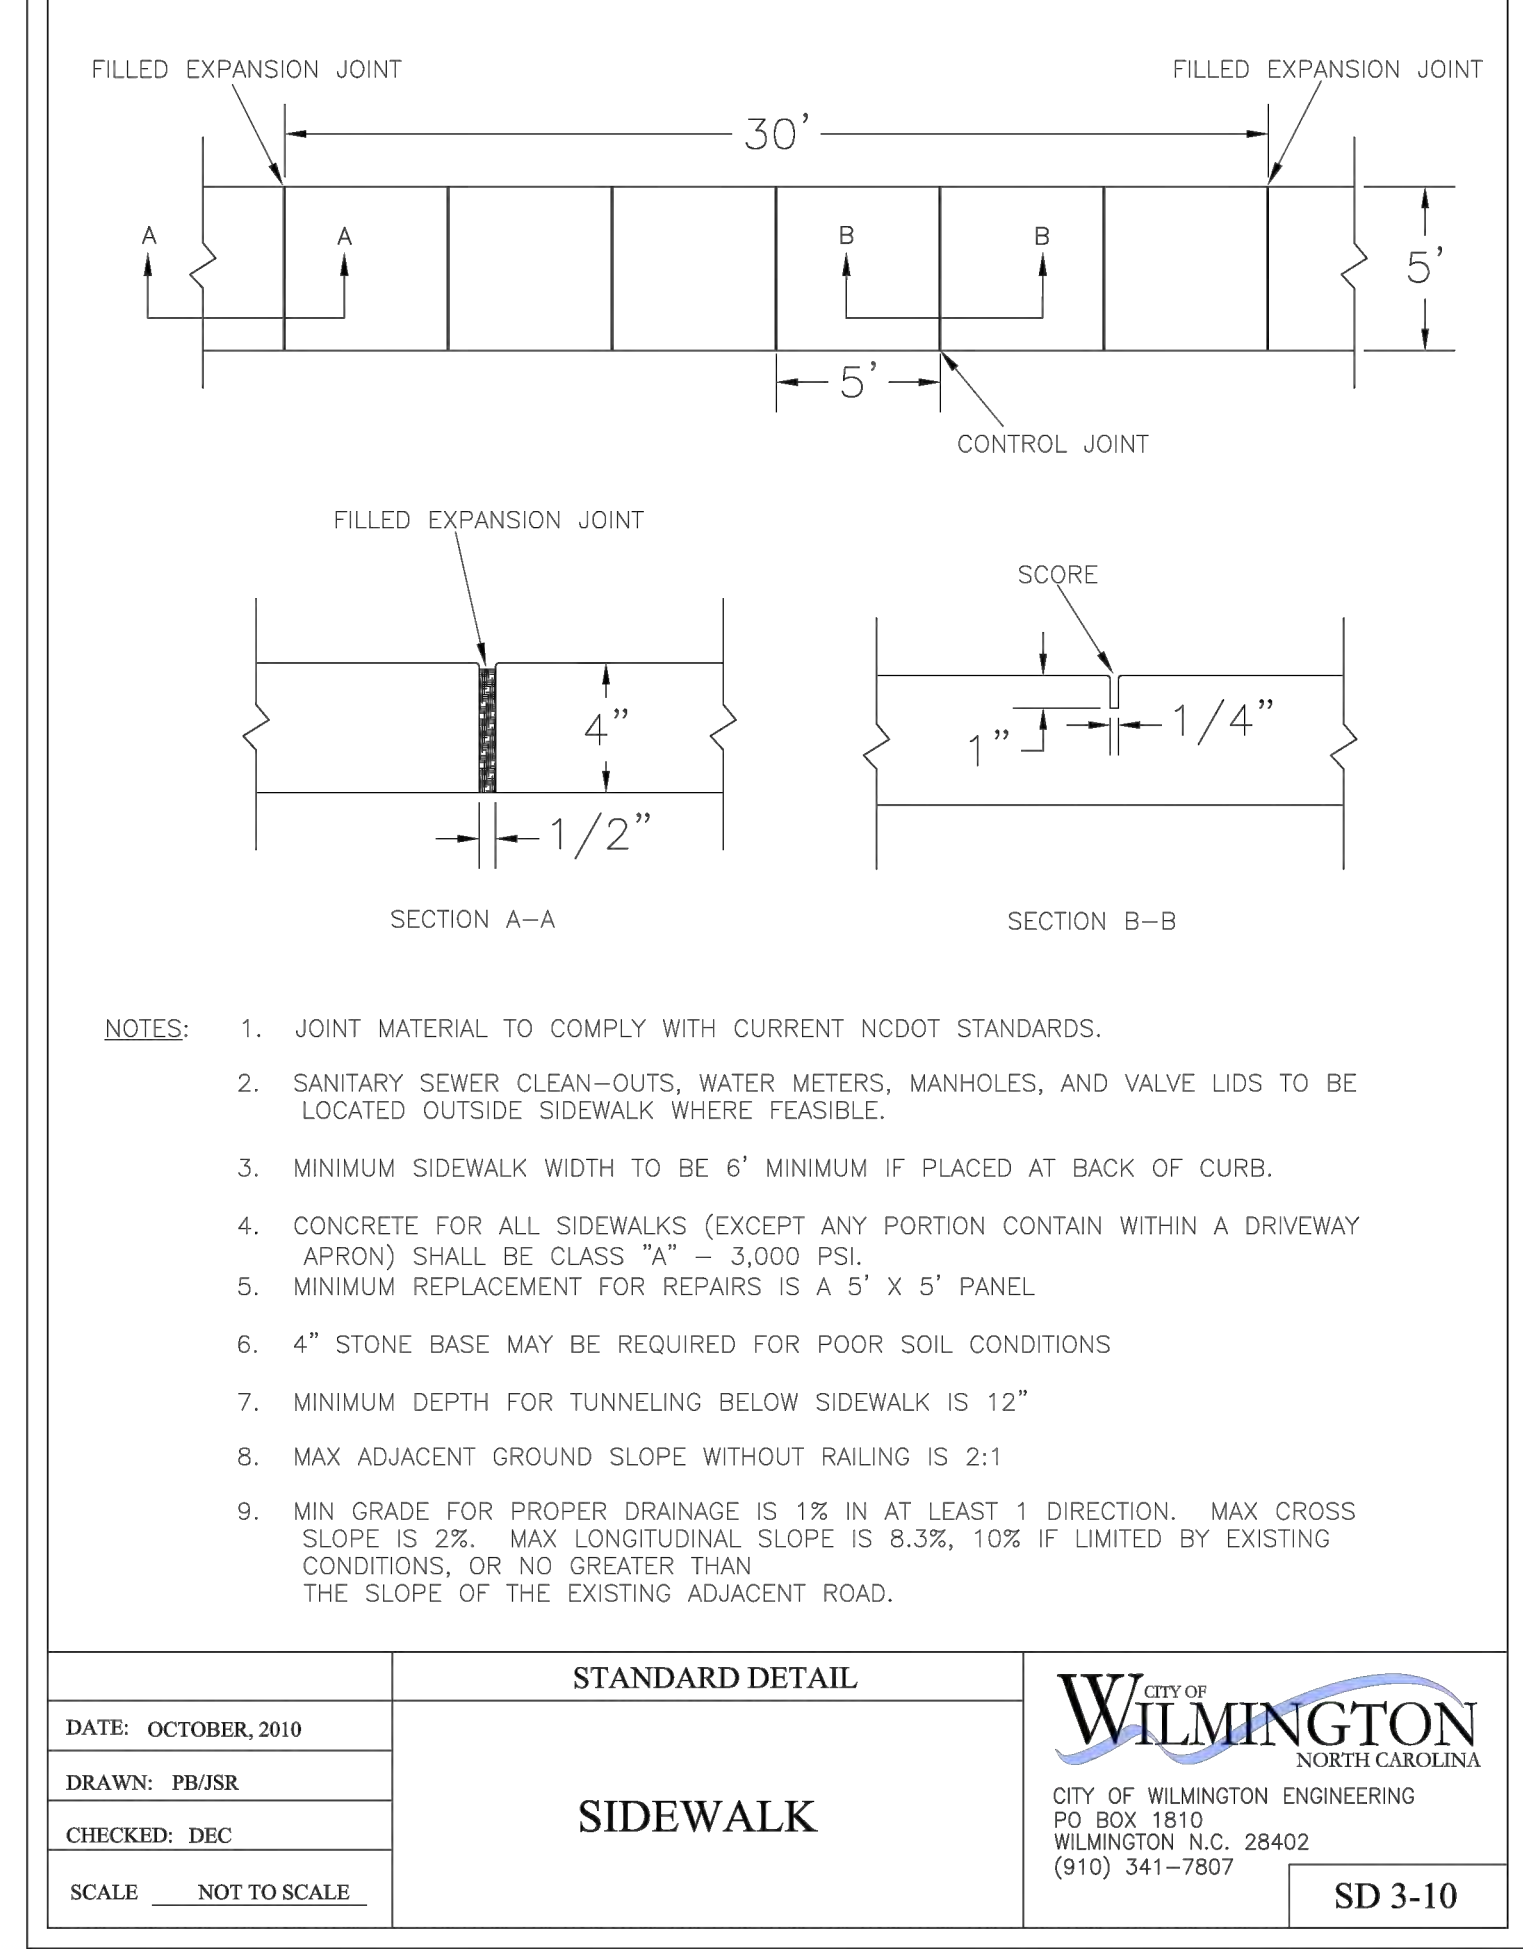 FILLED EXPANSION JOINT
FILLED EXPANSION JOINT
30'
A
A
B
B
5'
5'
CONTROL JOINT
FILLED EXPANSION JOINT
SCORE
4"
1"
1/4"
1/2"
SECTION A-A
SECTION B-B
NOTES: 1. JOINT MATERIAL TO COMPLY WITH CURRENT NCDOT STANDARDS.
2. SANITARY SEWER CLEAN-OUTS, WATER METERS, MANHOLES, AND VALVE LIDS TO BE
LOCATED OUTSIDE SIDEWALK WHERE FEASIBLE.
3. MINIMUM SIDEWALK WIDTH TO BE 6' MINIMUM IF PLACED AT BACK OF CURB.
4. CONCRETE FOR ALL SIDEWALKS (EXCEPT ANY PORTION CONTAIN WITHIN A DRIVEWAY
APRON) SHALL BE CLASS "A" - 3,000 PSI.
5. MINIMUM REPLACEMENT FOR REPAIRS IS A 5' X 5' PANEL
6. 4" STONE BASE MAY BE REQUIRED FOR POOR SOIL CONDITIONS
7. MINIMUM DEPTH FOR TUNNELING BELOW SIDEWALK IS 12"
8. MAX ADJACENT GROUND SLOPE WITHOUT RAILING IS 2:1
9. MIN GRADE FOR PROPER DRAINAGE IS 1% IN AT LEAST 1 DIRECTION. MAX CROSS
SLOPE IS 2%. MAX LONGITUDINAL SLOPE IS 8.3%, 10% IF LIMITED BY EXISTING
CONDITIONS, OR NO GREATER THAN
THE SLOPE OF THE EXISTING ADJACENT ROAD.
STANDARD DETAIL
SIDEWALK
DATE: OCTOBER, 2010
DRAWN: PB/JSR
CHECKED: DEC
SCALE NOT TO SCALE
CITY OF
WILMINGTON
NORTH CAROLINA
CITY OF WILMINGTON ENGINEERING
PO BOX 1810
WILMINGTON N.C. 28402
(910) 341-7807
SD 3-10